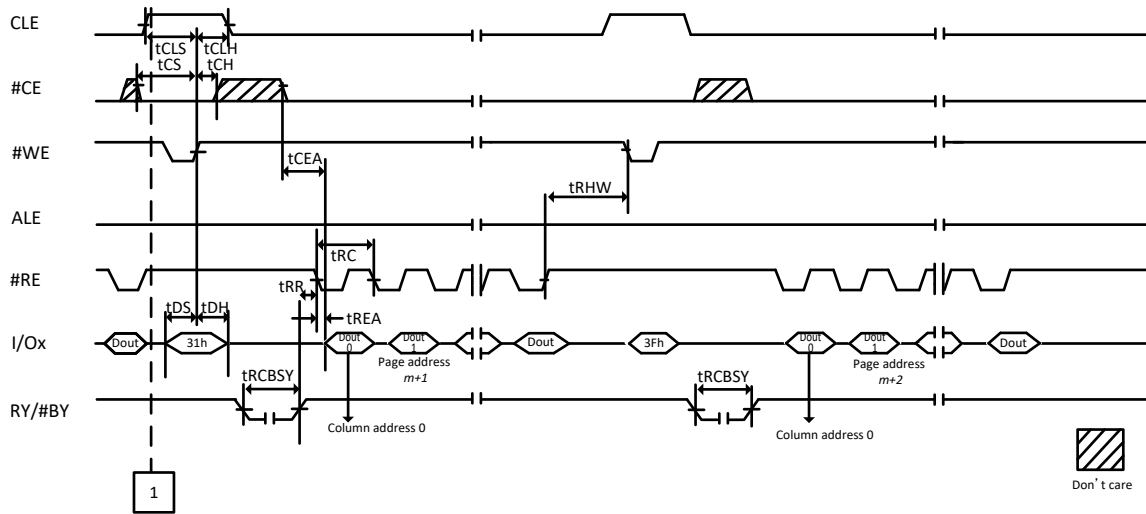 CLE
tCLS tCLH
tCS tCH
#CE
#WE
tCEA
tRHW
ALE
tRC
#RE
tRR
tDS tDH
tREA
I/Ox
Dout 31h Dout 0 Dout 1 Dout 3Fh Dout 0 Dout 1 Dout
Page address Page address
m+1 m+2
tRCBSY tRCBSY
RY/#BY
Column address 0 Column address 0
1
Don't care